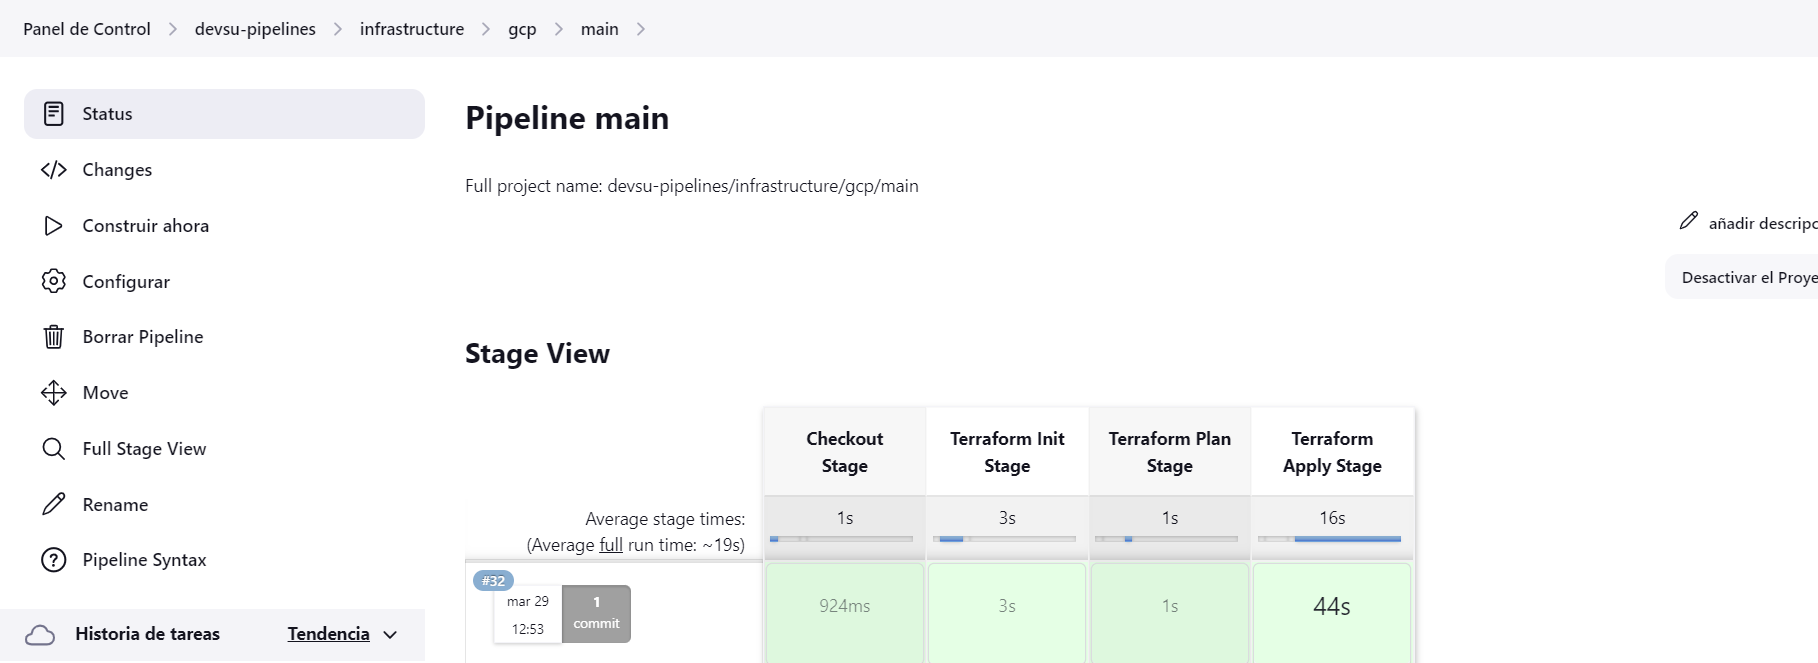 Panel de Control > devsu-pipelines > infrastructure > gcp > main >
Status
Changes
Construir ahora
Configurar
Borrar Pipeline
Move
Full Stage View
Rename
Pipeline Syntax
Historia de tareas
Tendencia
Pipeline main
Full project name: devsu-pipelines/infrastructure/gcp/main
añadir descripc
Desactivar el Proye
Stage View
Checkout
Stage
Terraform Init
Stage
Terraform Plan
Stage
Terraform
Apply Stage
Average stage times:
(Average full run time: ~19s)
1s
3s
1s
16s
#32
mar 29
12:53
1
commit
924ms
3s
1s
44s